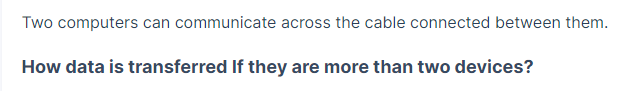 Two computers can communicate across the cable connected between them.
How data is transferred If they are more than two devices?